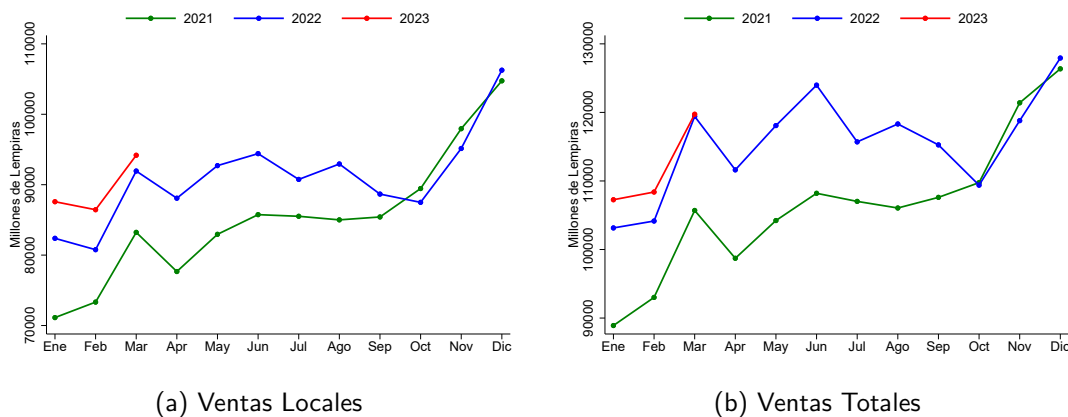 2021 2022 2023
Millones de Lempiras
110000
100000
90000
80000
70000
Ene Feb Mar Apr May Jun Jul Ago Sep Oct Nov Dic
(a) Ventas Locales
2021 2022 2023
Millones de Lempiras
130000
120000
110000
100000
90000
Ene Feb Mar Apr May Jun Jul Ago Sep Oct Nov Dic
(b) Ventas Totales